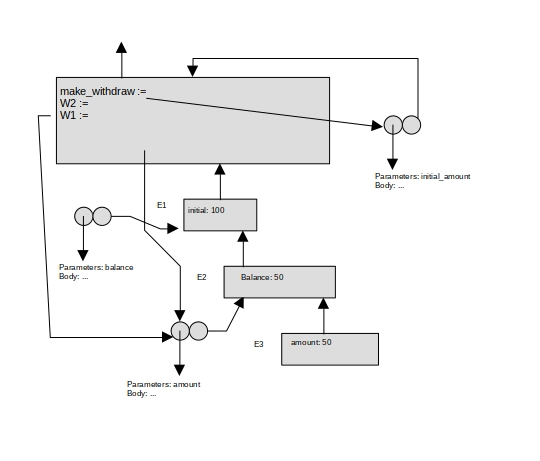 make_withdraw :=
W2 :=
W1 :=
Parameters: initial_amount
Body: ...
E1
initial: 100
Parameters: balance
Body: ...
E2
Balance: 50
E3
amount: 50
Parameters: amount
Body: ...